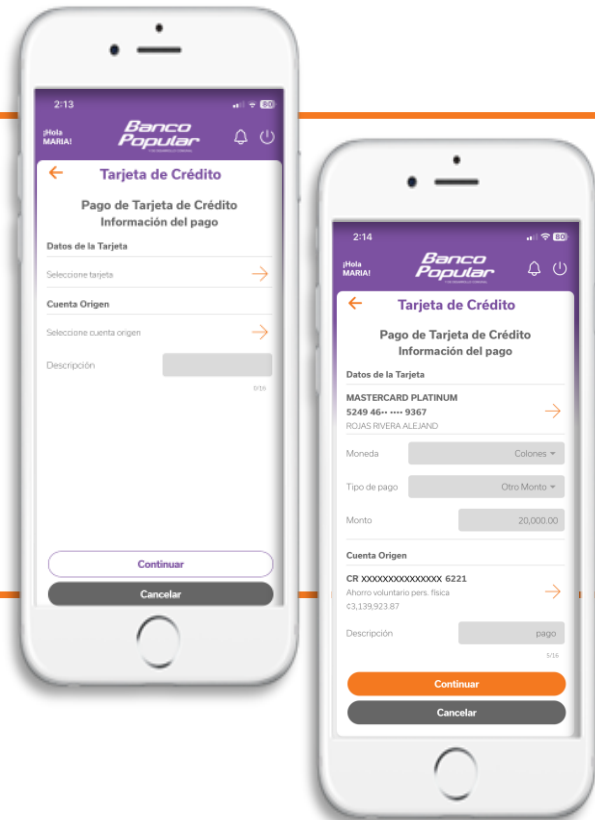 2:13
80
¡Hola
MARIA!
Banco
Popular
Tarjeta de Crédito
Pago de Tarjeta de Crédito
Información del pago
Datos de la Tarjeta
Seleccione tarjeta
Cuenta Origen
Seleccione cuenta origen
Descripción
0/16
Continuar
Cancelar
2:14
80
¡Hola
MARIA!
Banco
Popular
Tarjeta de Crédito
Pago de Tarjeta de Crédito
Información del pago
Datos de la Tarjeta
MASTERCARD PLATINUM
5249 46•• •••• 9367
ROJAS RIVERA ALEJAND
Moneda Colones
Tipo de pago Otro Monto
Monto 20,000.00
Cuenta Origen
CR XXXXXXXXXXXXXXX 6221
Ahorro voluntario pers. física
¢3,139,923.87
Descripción pago
5/16
Continuar
Cancelar